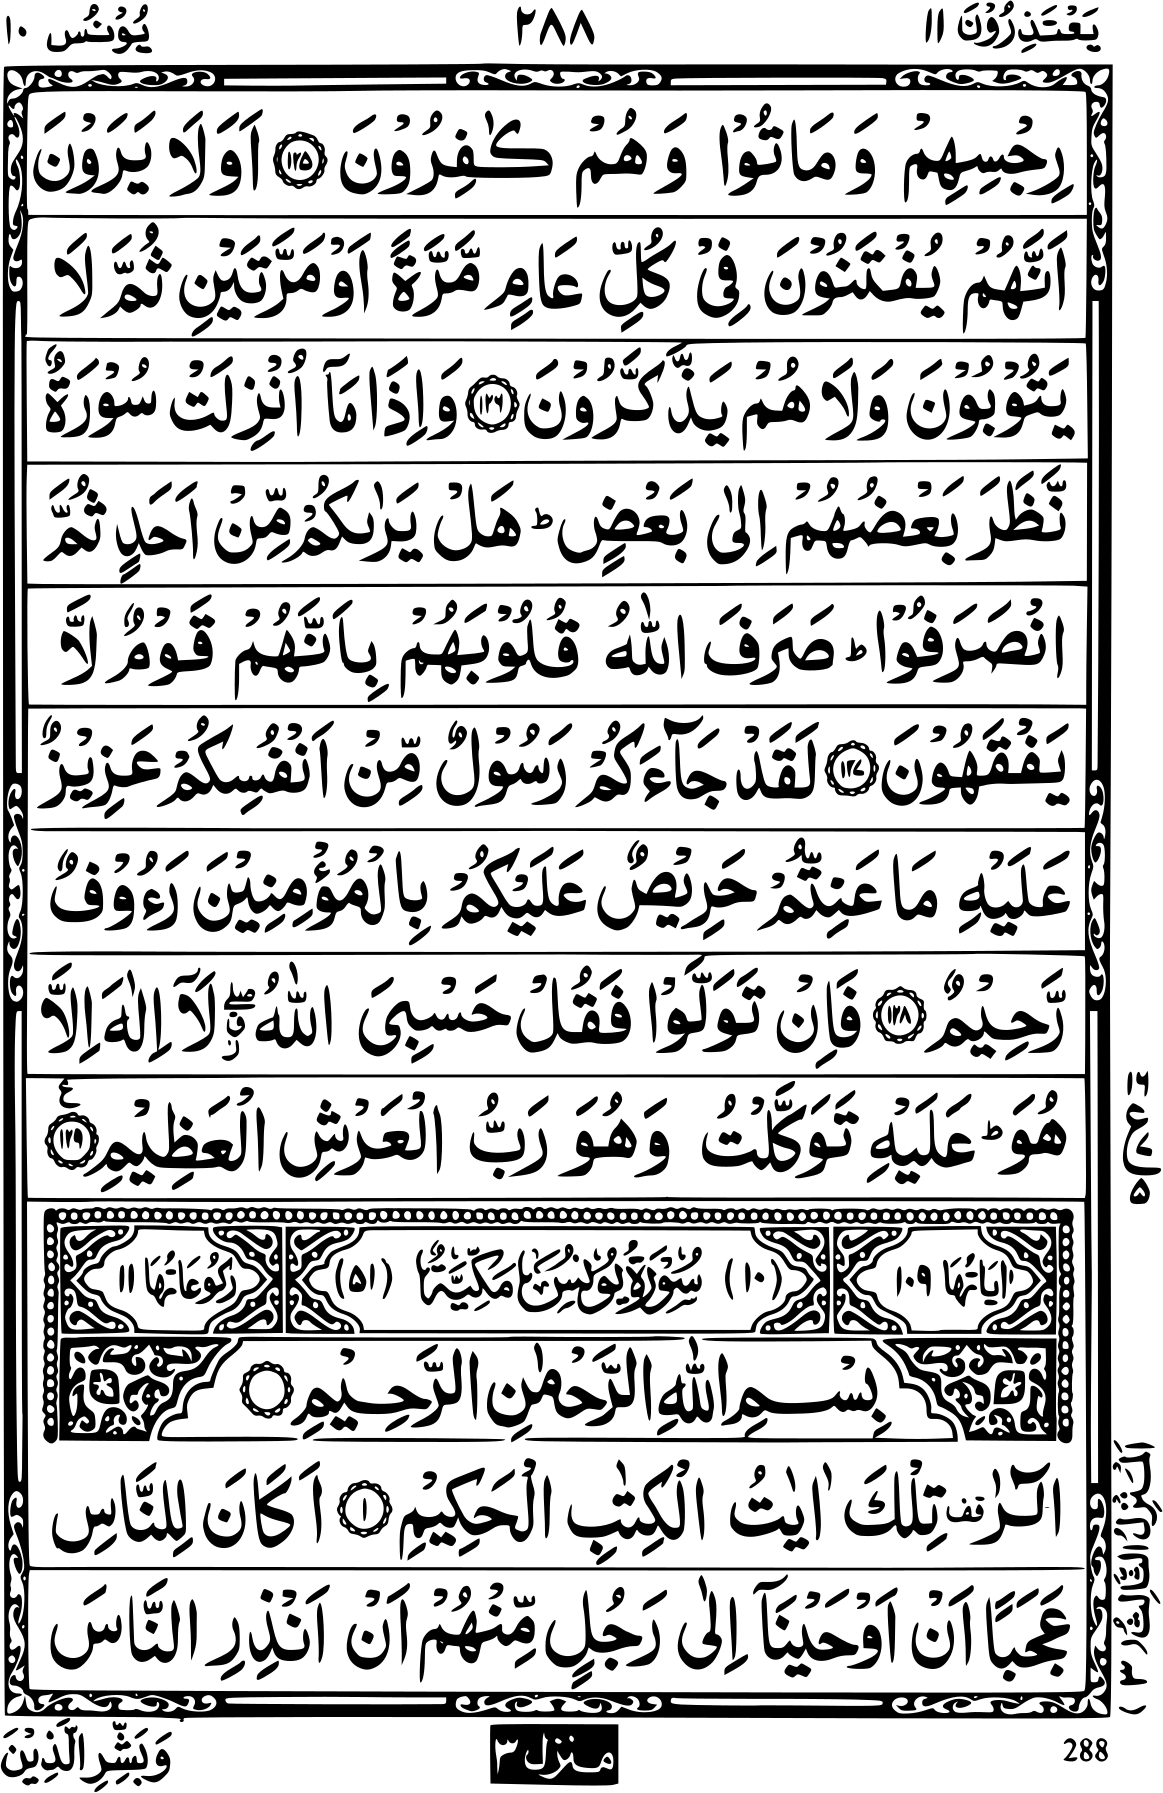 يَعْتَذِرُوْنَ ١١ ٢٨٨ يُوْنُس ١٠
رِجْسِهِمْ وَ مَاتُوْا وَ هُمْ كٰفِرُوْنَ ١٢٥ اَوَلَا يَرَوْنَ
اَنَّهُمْ يُفْتَنُوْنَ فِيْ كُلِّ عَامٍ مَّرَّةً اَوْ مَرَّتَيْنِ ثُمَّ لَا
يَتُوْبُوْنَ وَلَا هُمْ يَذَّكَّرُوْنَ ١٢٦ وَاِذَا مَاۤ اُنْزِلَتْ سُوْرَةٌ
نَّظَرَ بَعْضُهُمْ اِلٰى بَعْضٍ ؕ هَلْ يَرٰىكُمْ مِّنْ اَحَدٍ ثُمَّ
انْصَرَفُوْا ؕ صَرَفَ اللّٰهُ قُلُوْبَهُمْ بِاَنَّهُمْ قَوْمٌ لَّا
يَفْقَهُوْنَ ١٢٧ لَقَدْ جَآءَكُمْ رَسُوْلٌ مِّنْ اَنْفُسِكُمْ عَزِيْزٌ
عَلَيْهِ مَا عَنِتُّمْ حَرِيْصٌ عَلَيْكُمْ بِالْمُؤْمِنِيْنَ رَءُوْفٌ
رَّحِيْمٌ ١٢٨ فَاِنْ تَوَلَّوْا فَقُلْ حَسْبِيَ اللّٰهُ ۖ ق لَاۤ اِلٰهَ اِلَّا
هُوَ ؕ عَلَيْهِ تَوَكَّلْتُ وَهُوَ رَبُّ الْعَرْشِ الْعَظِيْمِ ١٢٩ ع
١٦ ع ٥
اٰيَاتُهَا ١٠٩ (١٠) سُوْرَةُ يُوْنُسَ مَكِّيَّةٌ (٥١) رُكُوْعَاتُهَا ١١
بِسْمِ اللّٰهِ الرَّحْمٰنِ الرَّحِيْمِ
الٓرٰ قف تِلْكَ اٰيٰتُ الْكِتٰبِ الْحَكِيْمِ ١ اَكَانَ لِلنَّاسِ
عَجَبًا اَنْ اَوْحَيْنَاۤ اِلٰى رَجُلٍ مِّنْهُمْ اَنْ اَنْذِرِ النَّاسَ
اَلْمَنْزِلُ الثَّالِثُ (٣)
288 منزل ٣ وَبَشِّرِ الَّذِيْنَ